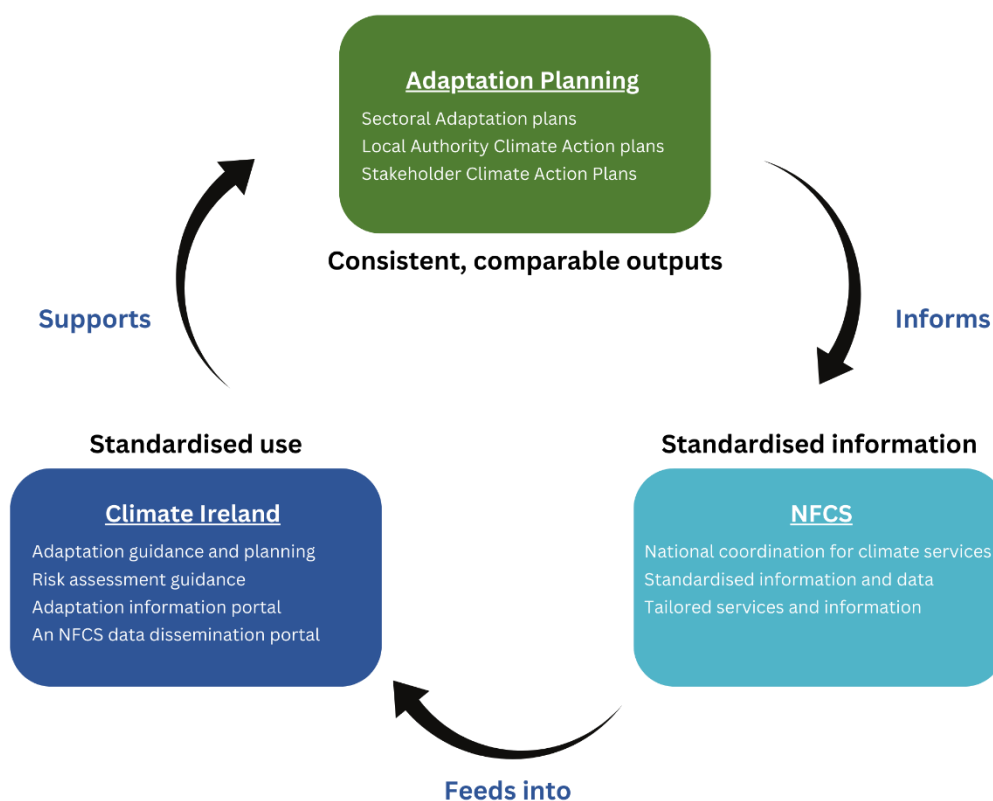 Adaptation Planning
Sectoral Adaptation plans
Local Authority Climate Action plans
Stakeholder Climate Action Plans
Consistent, comparable outputs
Supports
Informs
Standardised use
Climate Ireland
Adaptation guidance and planning
Risk assessment guidance
Adaptation information portal
An NFCS data dissemination portal
Standardised information
NFCS
National coordination for climate services
Standardised information and data
Tailored services and information
Feeds into